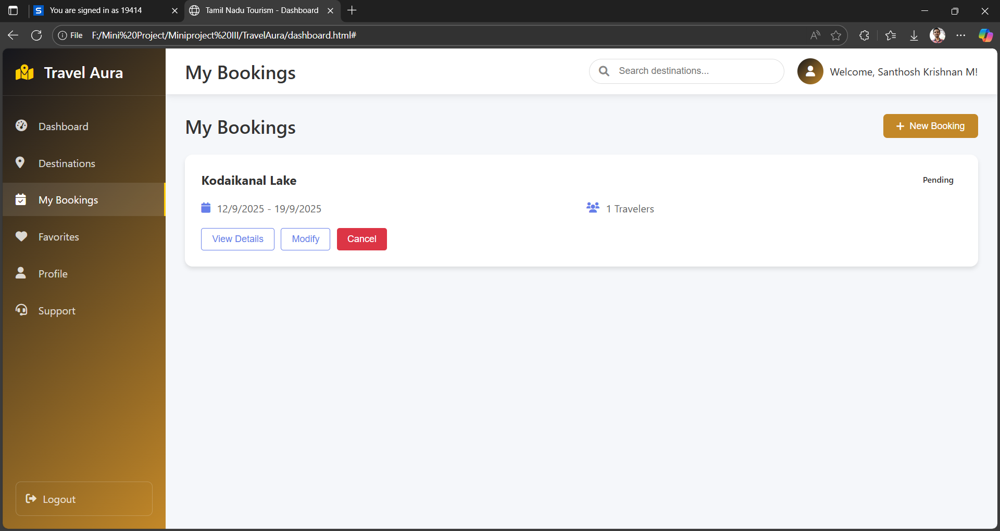 You are signed in as 19414
Tamil Nadu Tourism - Dashboard
File F:/Mini%20Project/Miniproject%20III/TravelAura/dashboard.html#
Travel Aura
My Bookings
Search destinations...
Welcome, Santhosh Krishnan M!
Dashboard
Destinations
My Bookings
Favorites
Profile
Support
Logout
My Bookings
+ New Booking
Kodaikanal Lake
Pending
12/9/2025 - 19/9/2025
1 Travelers
View Details
Modify
Cancel